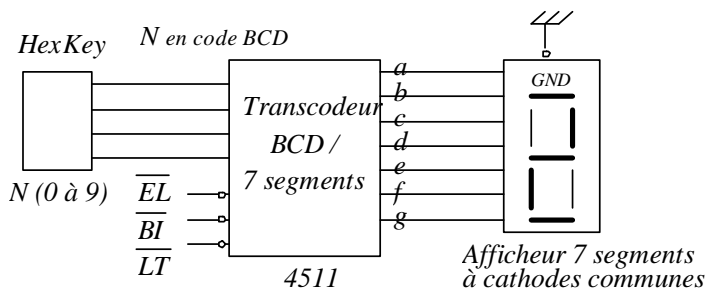 HexKey
N en code BCD
N (0 à 9)
EL
BI
LT
Transcodeur
BCD /
7 segments
4511
a
b
c
d
e
f
g
GND
Afficheur 7 segments
à cathodes communes